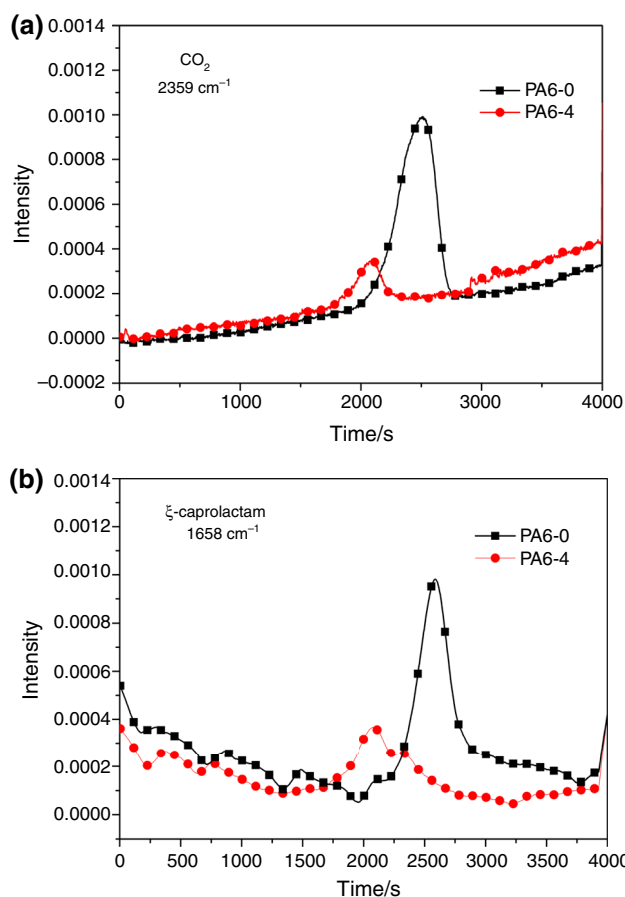 (a)
0.0014
0.0012
0.0010
0.0008
0.0006
0.0004
0.0002
0.0000
−0.0002
Intensity
CO₂
2359 cm⁻¹
PA6-0
PA6-4
0 1000 2000 3000 4000
Time/s
(b)
0.0014
0.0012
0.0010
0.0008
0.0006
0.0004
0.0002
0.0000
Intensity
ξ-caprolactam
1658 cm⁻¹
PA6-0
PA6-4
0 500 1000 1500 2000 2500 3000 3500 4000
Time/s